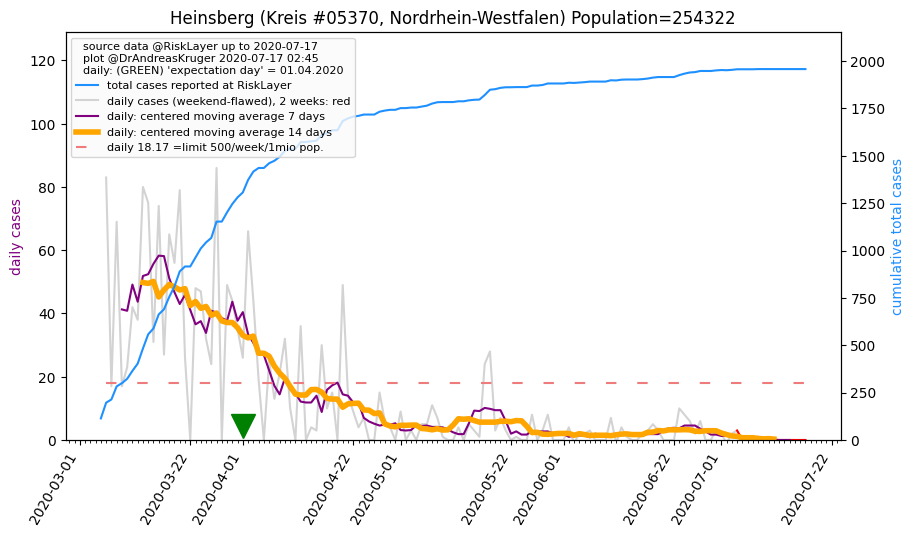 Heinsberg (Kreis #05370, Nordrhein-Westfalen) Population=254322
source data @RiskLayer up to 2020-07-17
plot @DrAndreasKruger 2020-07-17 02:45
daily: (GREEN) 'expectation day' = 01.04.2020
total cases reported at RiskLayer
daily cases (weekend-flawed), 2 weeks: red
daily: centered moving average 7 days
daily: centered moving average 14 days
daily 18.17 =limit 500/week/1mio pop.
daily cases
120
100
80
60
40
20
0
cumulative total cases
2000
1750
1500
1250
1000
750
500
250
0
2020-03-01
2020-03-22
2020-04-01
2020-04-22
2020-05-01
2020-05-22
2020-06-01
2020-06-22
2020-07-01
2020-07-22